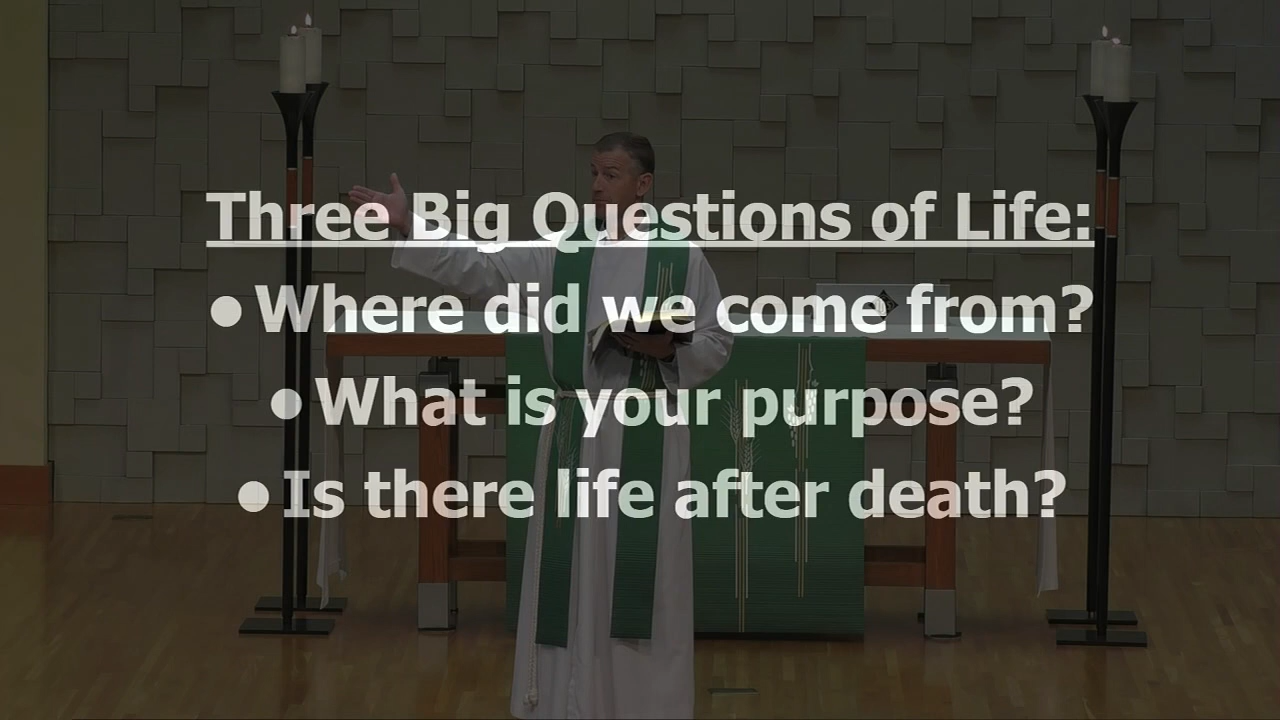 Three Big Questions of Life:
● Where did we come from?
● What is your purpose?
● Is there life after death?